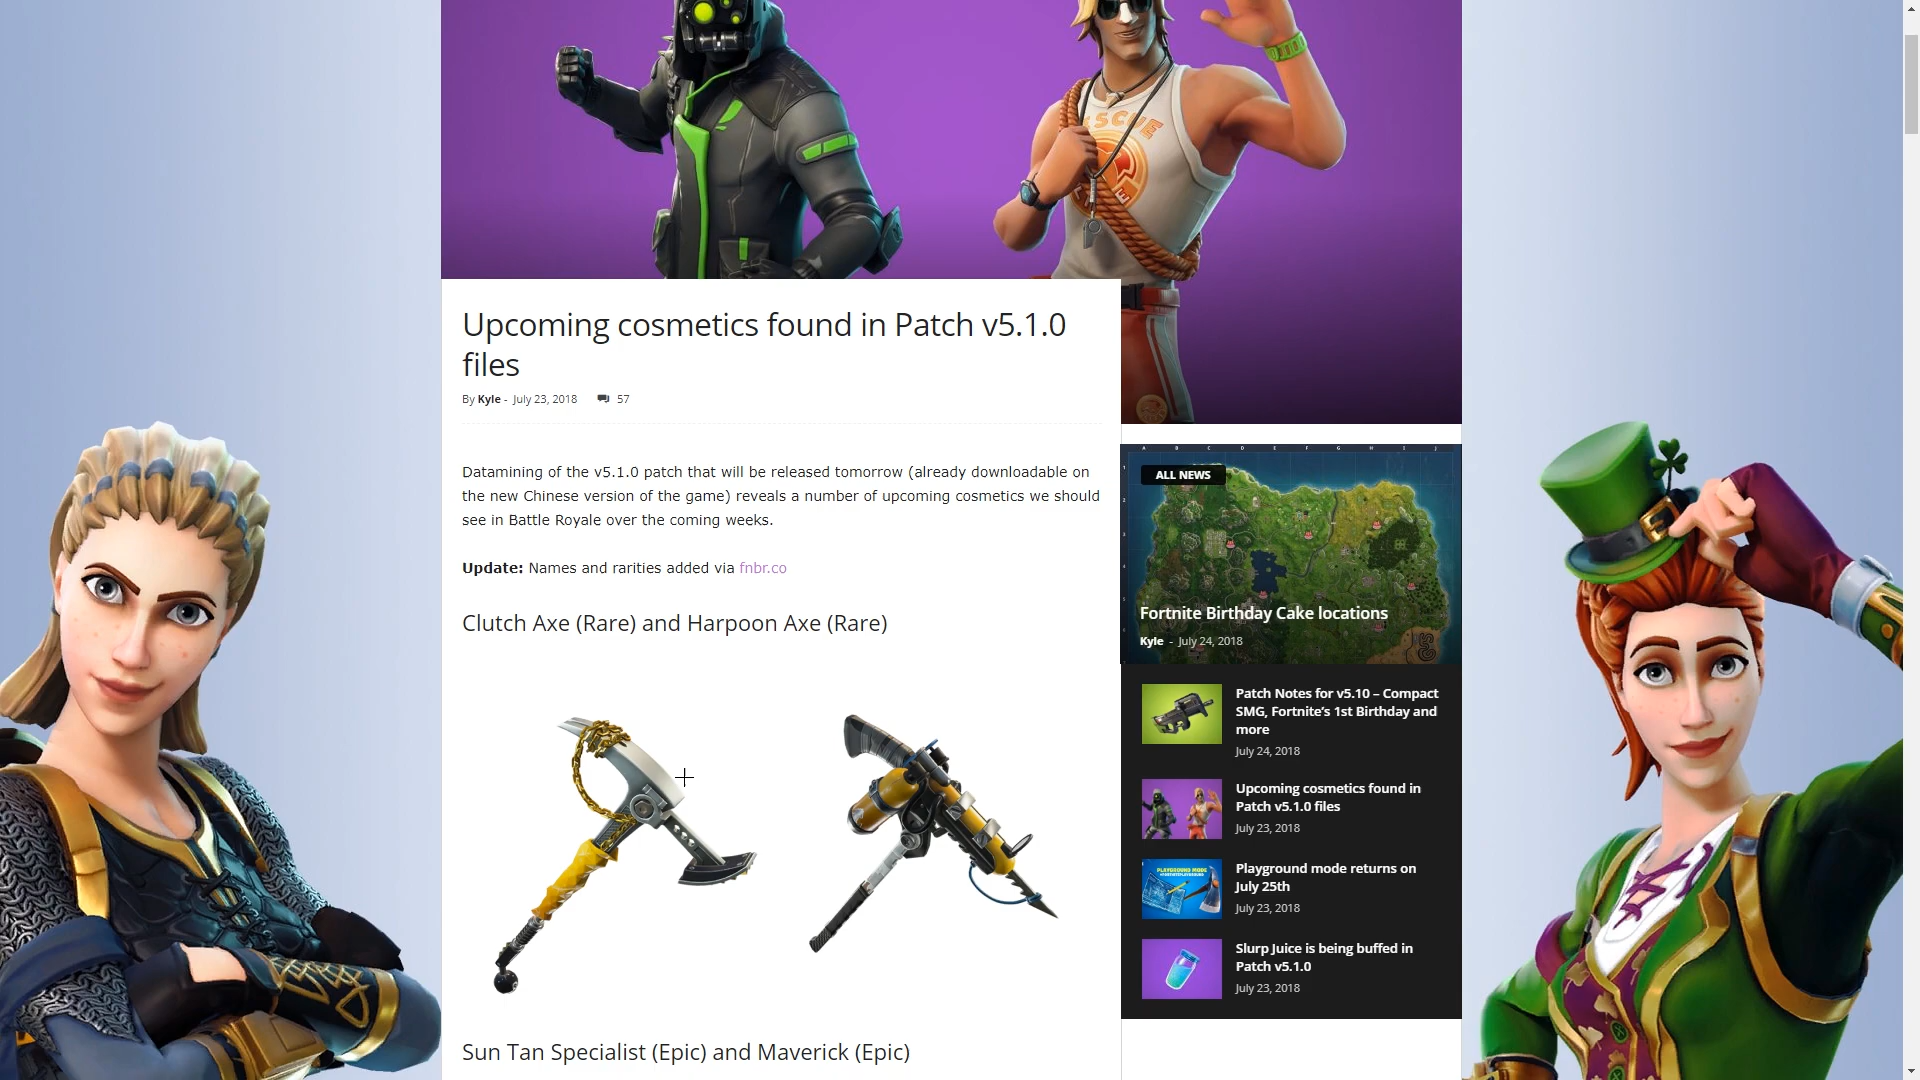 Upcoming cosmetics found in Patch v5.1.0
files
By Kyle - July 23, 2018 57
Datamining of the v5.1.0 patch that will be released tomorrow (already downloadable on
the new Chinese version of the game) reveals a number of upcoming cosmetics we should
see in Battle Royale over the coming weeks.
Update: Names and rarities added via fnbr.co
Clutch Axe (Rare) and Harpoon Axe (Rare)
Sun Tan Specialist (Epic) and Maverick (Epic)
A B C D E F G H I J
ALL NEWS
Fortnite Birthday Cake locations
Kyle - July 24, 2018
Patch Notes for v5.10 – Compact
SMG, Fortnite's 1st Birthday and
more
July 24, 2018
Upcoming cosmetics found in
Patch v5.1.0 files
July 23, 2018
PLAYGROUND MODE
Playground mode returns on
July 25th
July 23, 2018
Slurp Juice is being buffed in
Patch v5.1.0
July 23, 2018